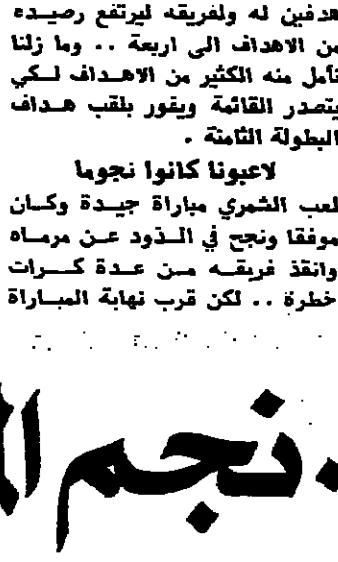 هدفين له ولفريقه ليرتفع رصيده
من الاهداف الى اربعة .. وما زلنا
نأمل منه الكثير من الاهداف لكي
يتصدر القائمة ويفور بلقب هداف
البطولة الثامنة .
لاعبونا كانوا نجوما
لعب الشمري مباراة جيدة وكان
موفقا ونجح في الذود عن مرماه
وانقذ فريقه من عدة كرات
خطرة .. لكن قرب نهاية المباراة
نجم